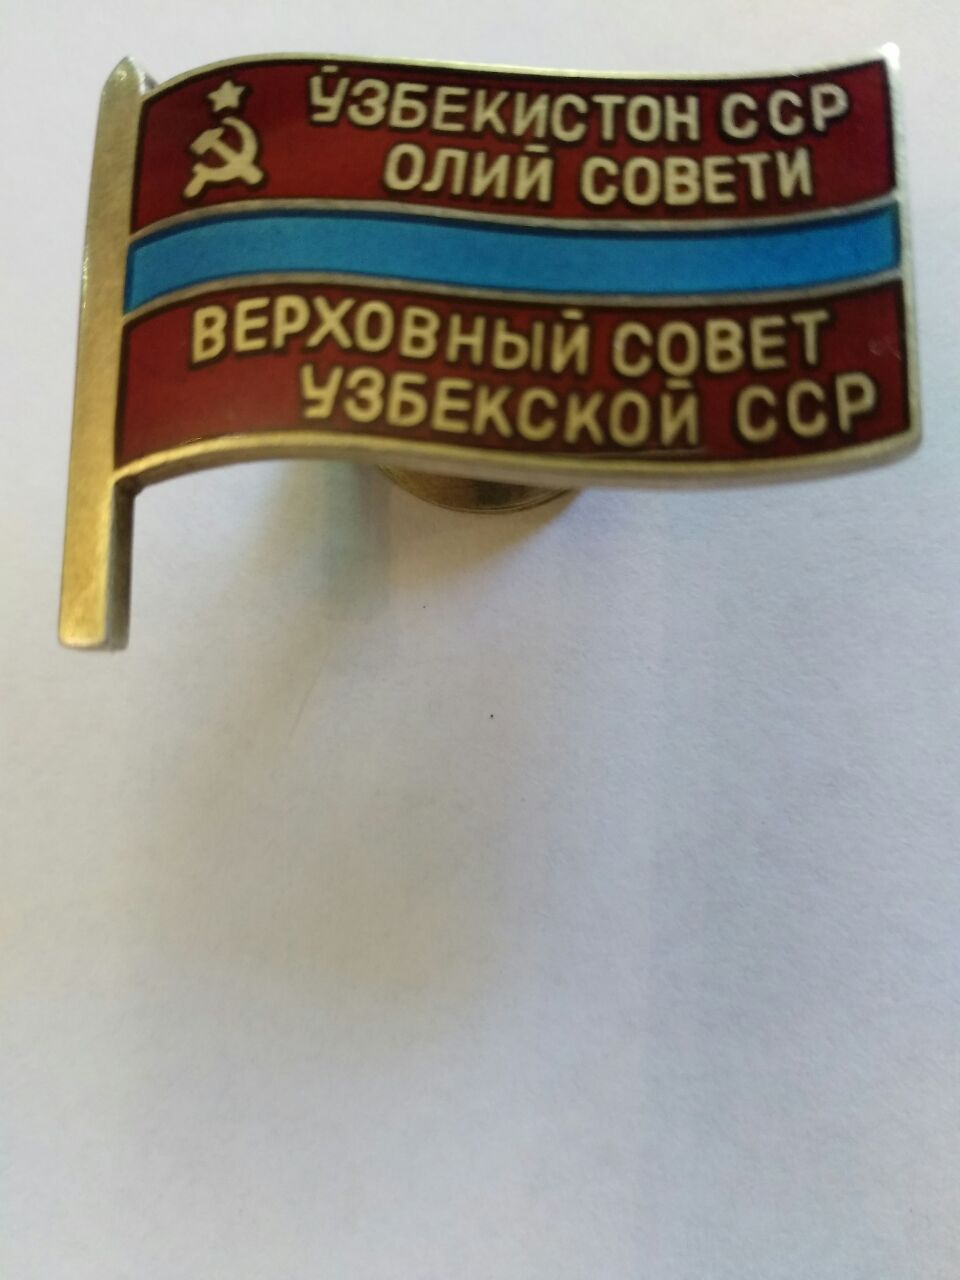 ЎЗБЕКИСТОН ССР
ОЛИЙ СОВЕТИ
ВЕРХОВНЫЙ СОВЕТ
УЗБЕКСКОЙ ССР